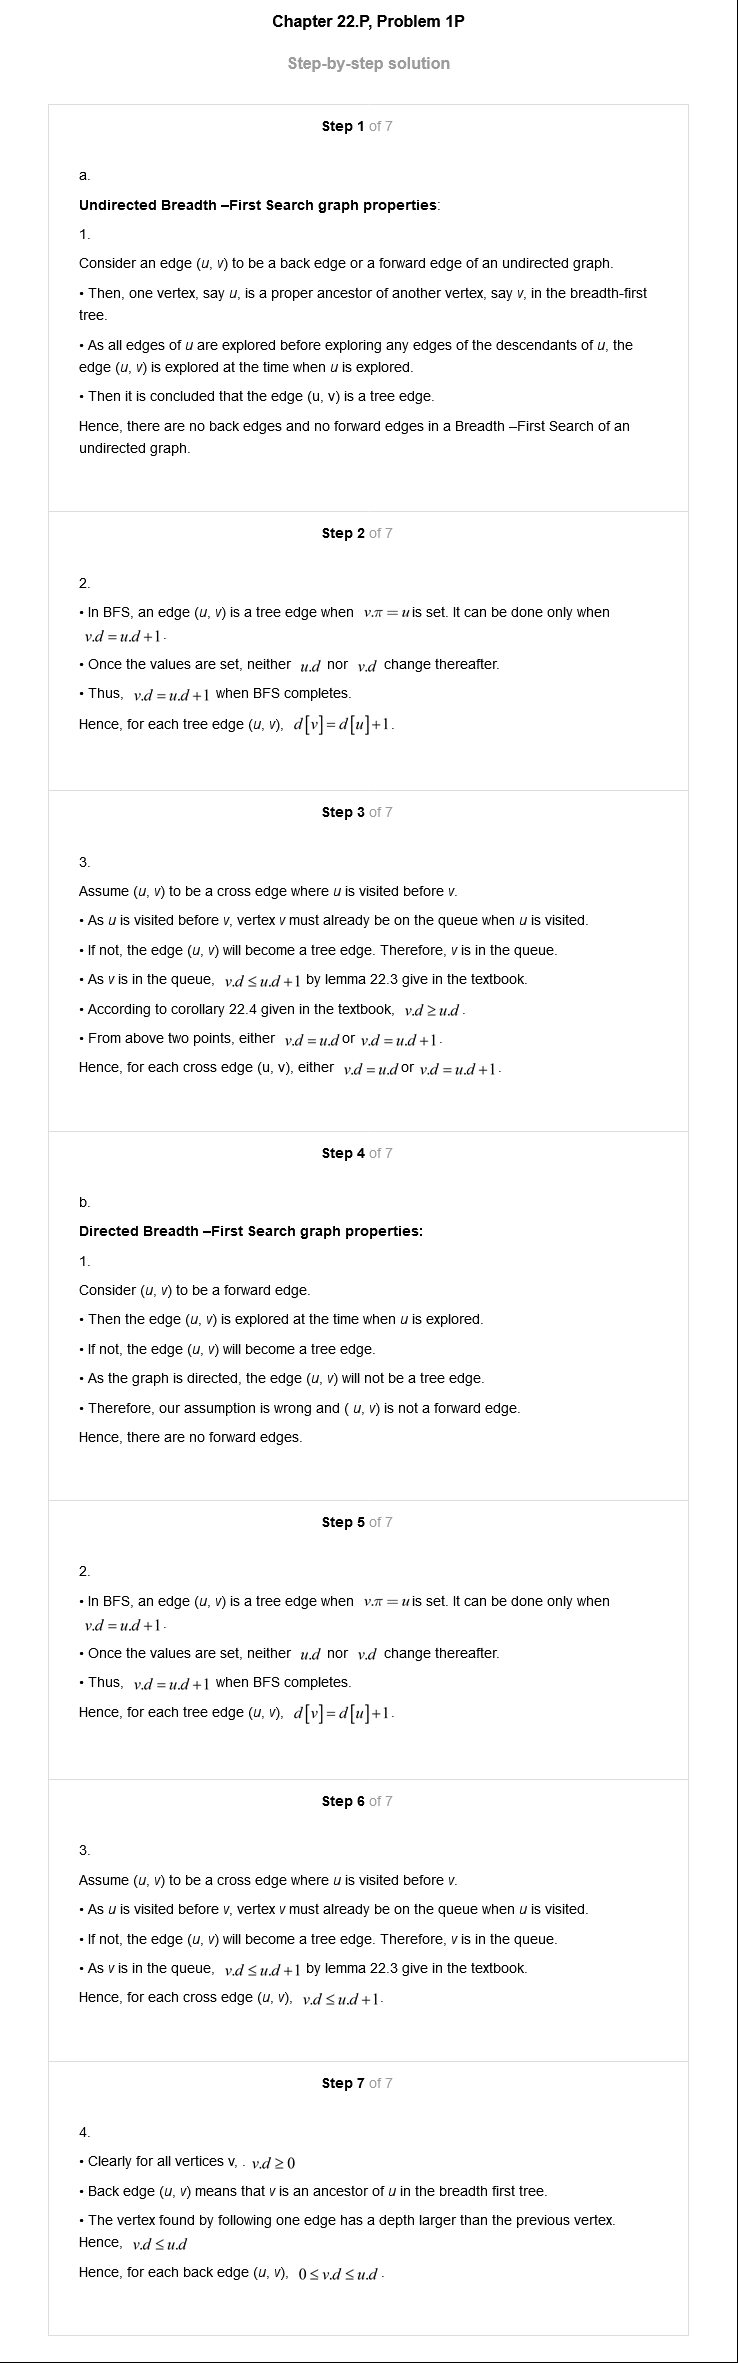 Chapter 22.P, Problem 1P
Step-by-step solution
Step 1 of 7
a.
Undirected Breadth –First Search graph properties:
1.
Consider an edge (u, v) to be a back edge or a forward edge of an undirected graph.
• Then, one vertex, say u, is a proper ancestor of another vertex, say v, in the breadth-first
tree.
• As all edges of u are explored before exploring any edges of the descendants of u, the
edge (u, v) is explored at the time when u is explored.
• Then it is concluded that the edge (u, v) is a tree edge.
Hence, there are no back edges and no forward edges in a Breadth –First Search of an
undirected graph.
Step 2 of 7
2.
• In BFS, an edge (u, v) is a tree edge when v.π = u is set. It can be done only when
v.d = u.d +1.
• Once the values are set, neither u.d nor v.d change thereafter.
• Thus, v.d = u.d +1 when BFS completes.
Hence, for each tree edge (u, v), d[v]= d[u]+1.
Step 3 of 7
3.
Assume (u, v) to be a cross edge where u is visited before v.
• As u is visited before v, vertex v must already be on the queue when u is visited.
• If not, the edge (u, v) will become a tree edge. Therefore, v is in the queue.
• As v is in the queue, v.d ≤ u.d +1 by lemma 22.3 give in the textbook.
• According to corollary 22.4 given in the textbook, v.d ≥ u.d .
• From above two points, either v.d = u.d or v.d = u.d +1.
Hence, for each cross edge (u, v), either v.d = u.d or v.d = u.d +1.
Step 4 of 7
b.
Directed Breadth –First Search graph properties:
1.
Consider (u, v) to be a forward edge.
• Then the edge (u, v) is explored at the time when u is explored.
• If not, the edge (u, v) will become a tree edge.
• As the graph is directed, the edge (u, v) will not be a tree edge.
• Therefore, our assumption is wrong and ( u, v) is not a forward edge.
Hence, there are no forward edges.
Step 5 of 7
2.
• In BFS, an edge (u, v) is a tree edge when v.π = u is set. It can be done only when
v.d = u.d +1.
• Once the values are set, neither u.d nor v.d change thereafter.
• Thus, v.d = u.d +1 when BFS completes.
Hence, for each tree edge (u, v), d[v]= d[u]+1.
Step 6 of 7
3.
Assume (u, v) to be a cross edge where u is visited before v.
• As u is visited before v, vertex v must already be on the queue when u is visited.
• If not, the edge (u, v) will become a tree edge. Therefore, v is in the queue.
• As v is in the queue, v.d ≤ u.d +1 by lemma 22.3 give in the textbook.
Hence, for each cross edge (u, v), v.d ≤ u.d +1.
Step 7 of 7
4.
• Clearly for all vertices v, . v.d ≥ 0
• Back edge (u, v) means that v is an ancestor of u in the breadth first tree.
• The vertex found by following one edge has a depth larger than the previous vertex.
Hence, v.d ≤ u.d
Hence, for each back edge (u, v), 0 ≤ v.d ≤ u.d .